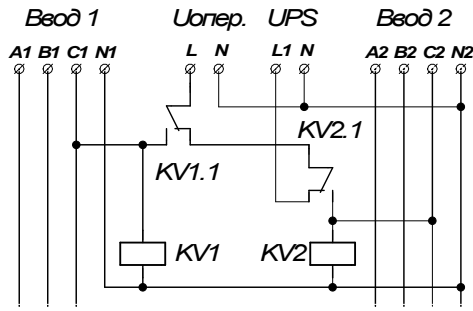 Ввод 1 Uопер. UPS Ввод 2
A1 B1 C1 N1 L N L1 N A2 B2 C2 N2
KV2.1
KV1.1
KV1 KV2